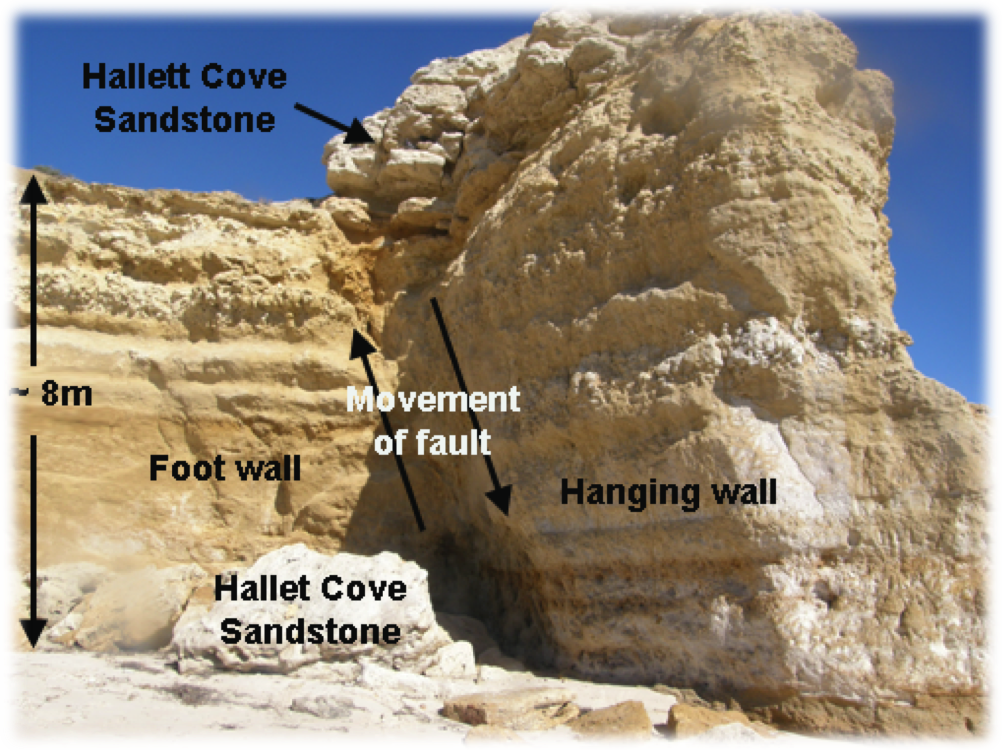 Hallett Cove
Sandstone
~ 8m
Movement
of fault
Foot wall
Hanging wall
Hallet Cove
Sandstone